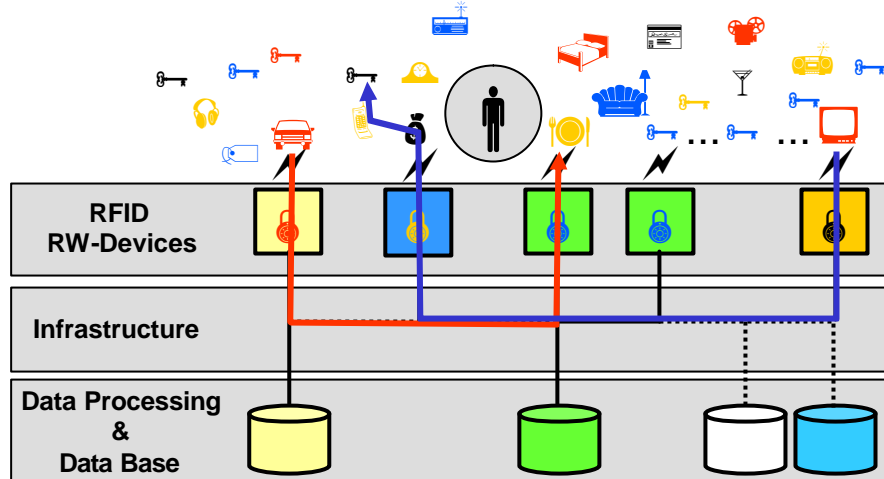 RFID
RW-Devices
Infrastructure
Data Processing
&
Data Base